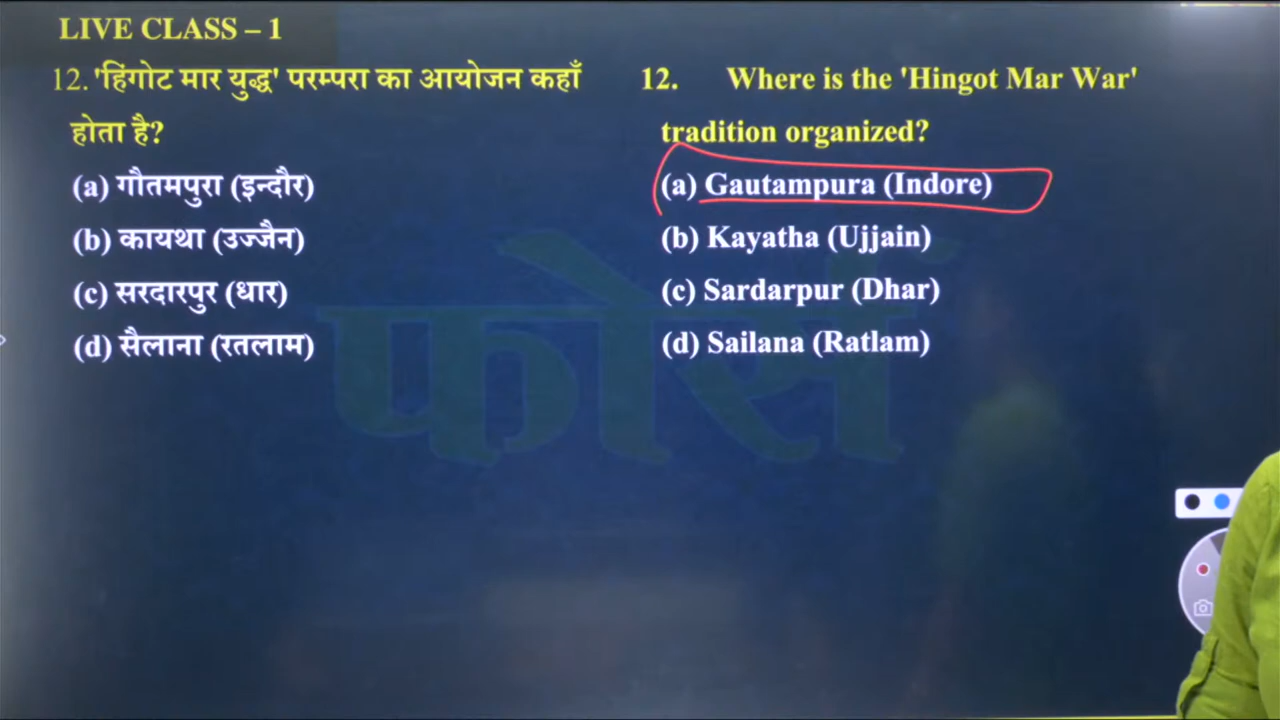 LIVE CLASS – 1
12. 'हिंगोट मार युद्ध' परम्परा का आयोजन कहाँ
होता है?
(a) गौतमपुरा (इन्दौर)
(b) कायथा (उज्जैन)
(c) सरदारपुर (धार)
(d) सैलाना (रतलाम)
12. Where is the 'Hingot Mar War'
tradition organized?
(a) Gautampura (Indore)
(b) Kayatha (Ujjain)
(c) Sardarpur (Dhar)
(d) Sailana (Ratlam)
फोर्स